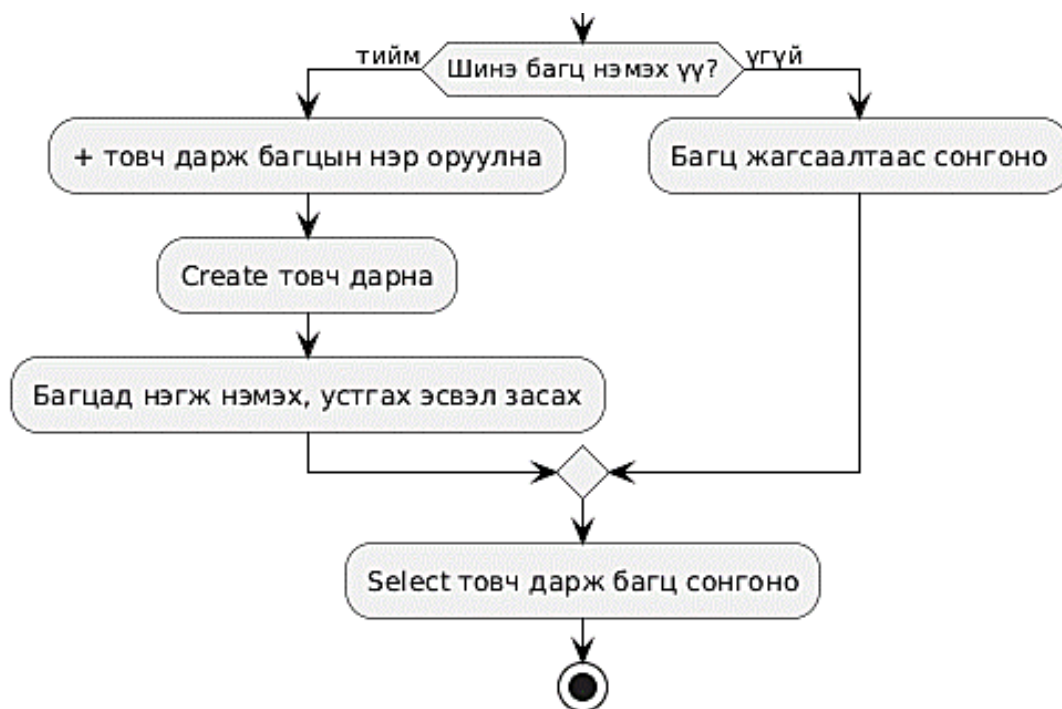 тийм
Шинэ багц нэмэх үү?
үгүй
+ товч дарж багцын нэр оруулна
Багц жагсаалтаас сонгоно
Create товч дарна
Багцад нэгж нэмэх, устгах эсвэл засах
Select товч дарж багц сонгоно